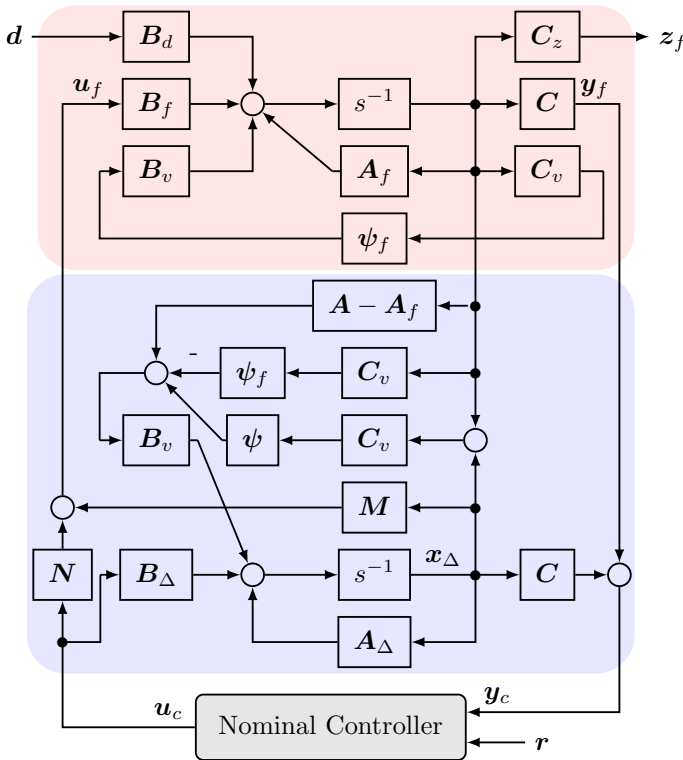 d B_d C_z z_f
u_f B_f s^{-1} C y_f
B_v A_f C_v
ψ_f
A − A_f
- ψ_f C_v
B_v ψ C_v
M
N B_Δ s^{-1} x_Δ C
A_Δ
u_c Nominal Controller y_c
r